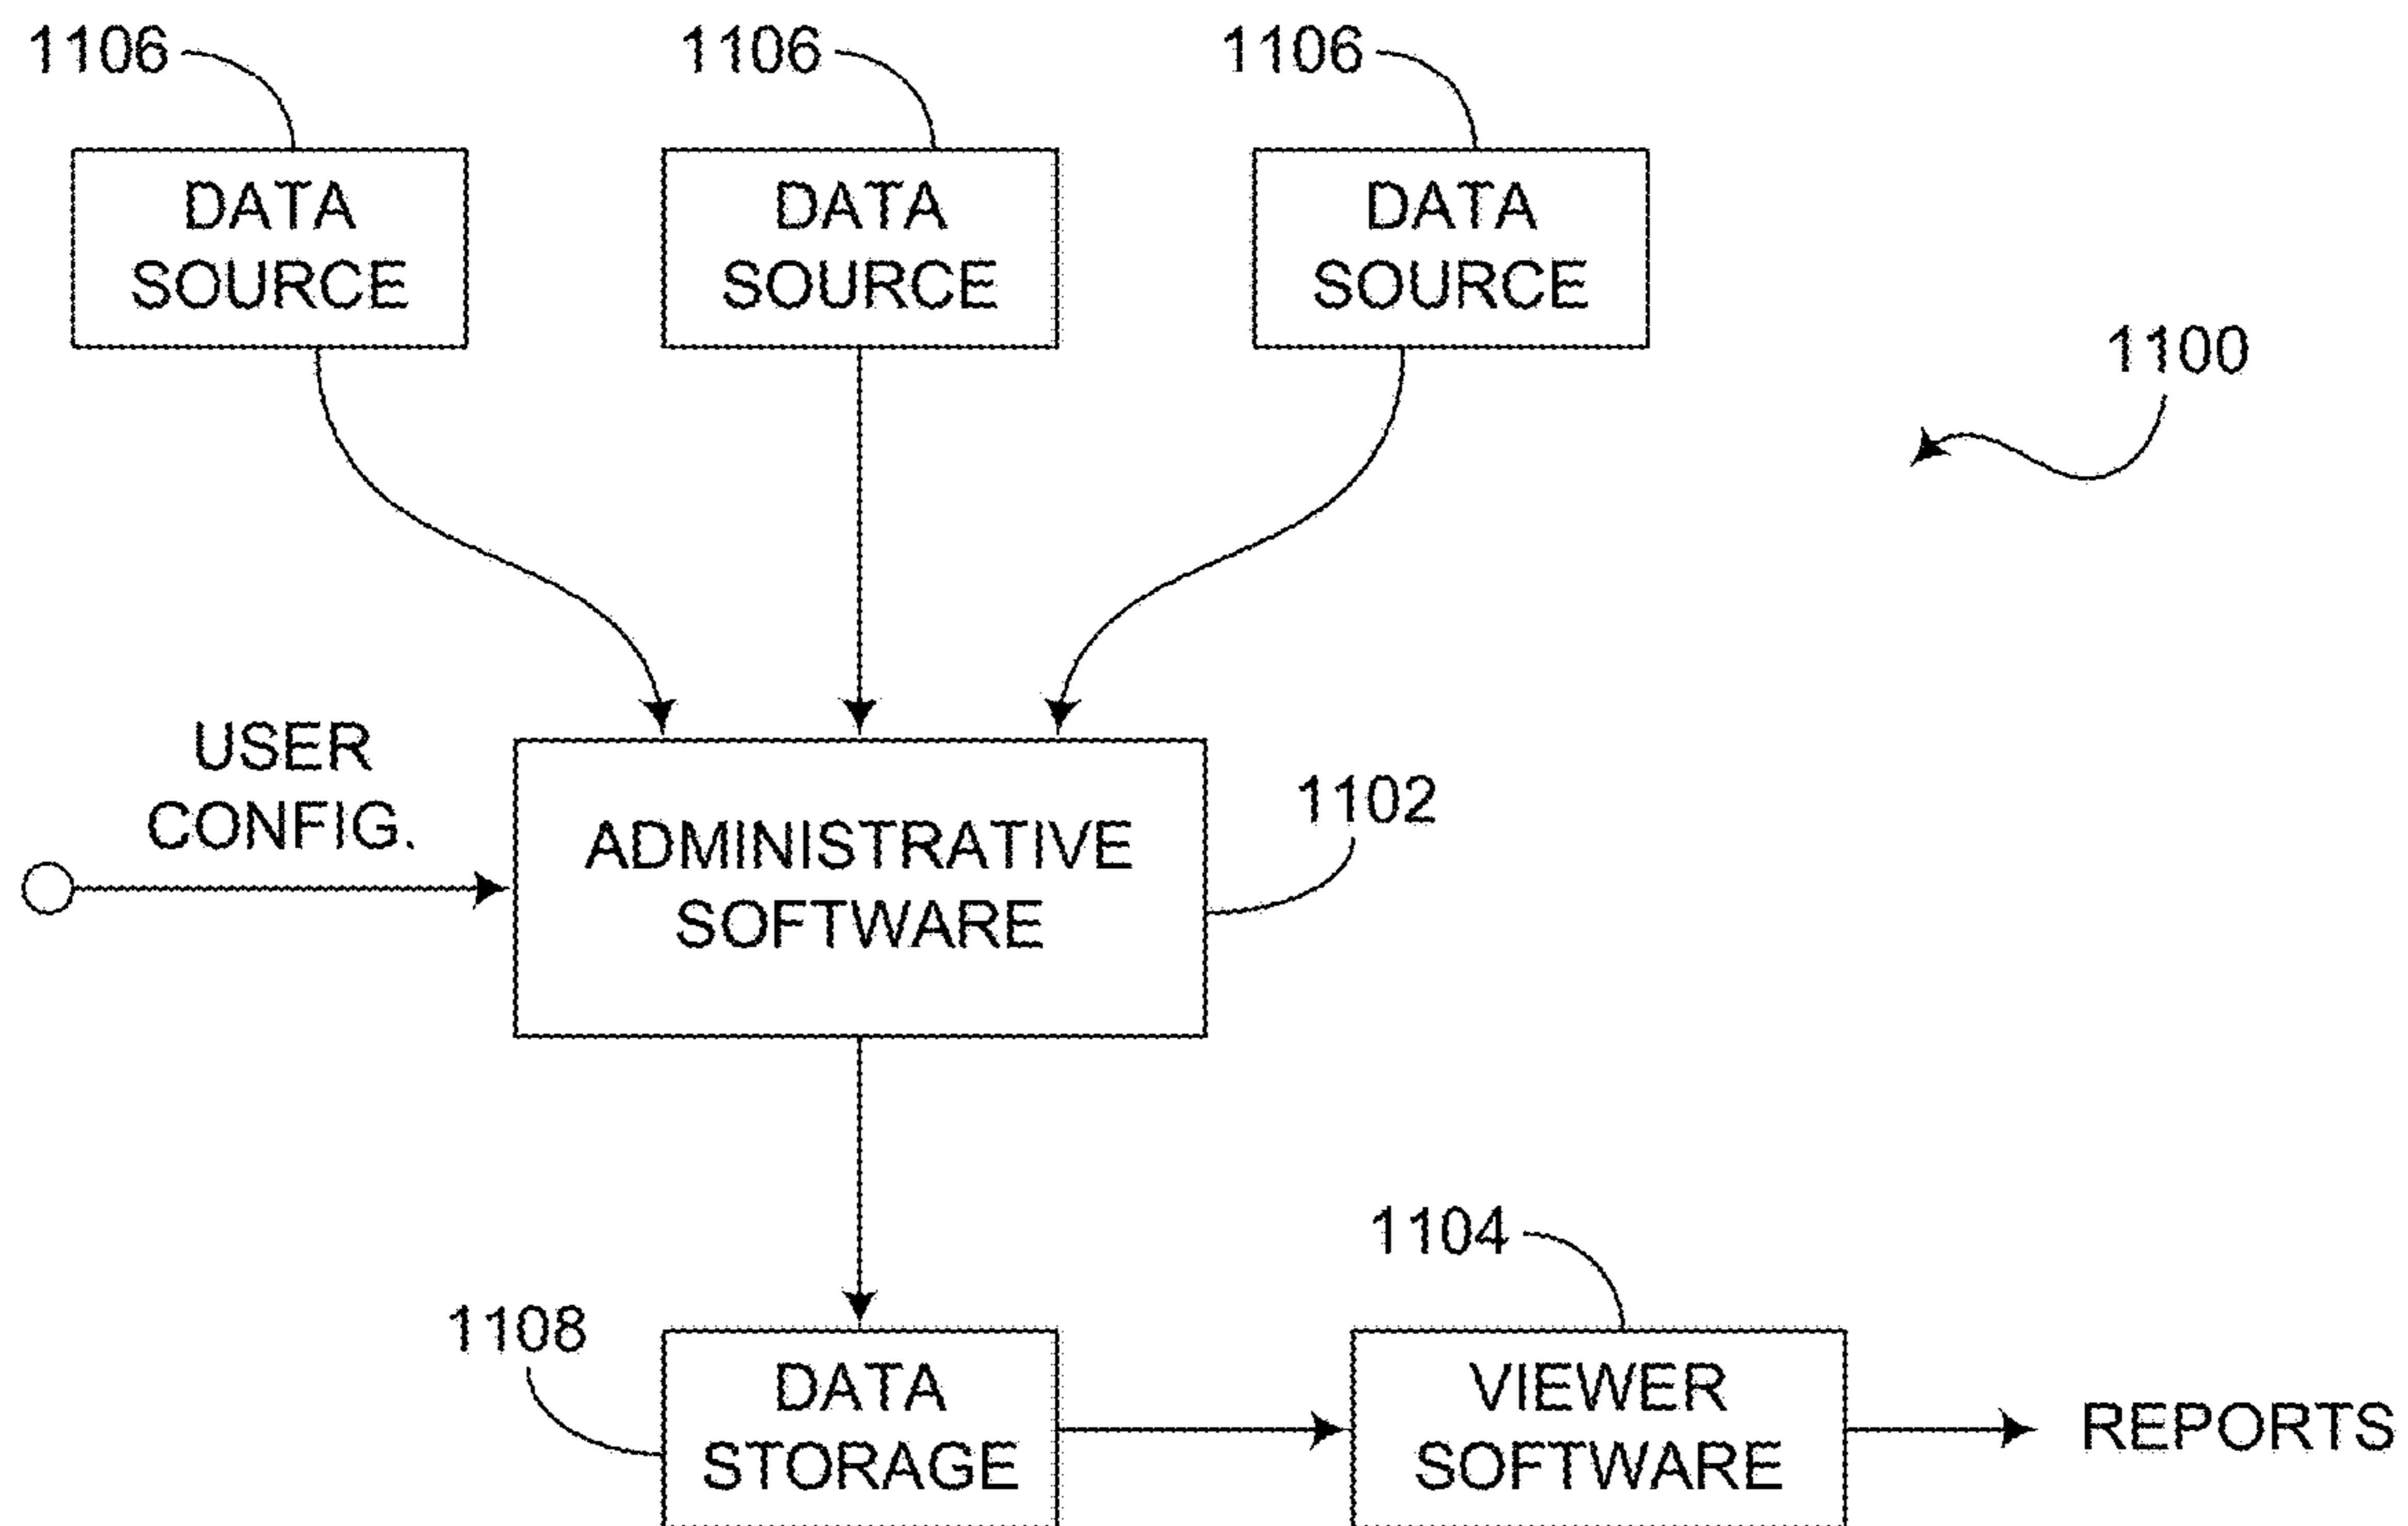 1106
1106
1106
DATA
SOURCE
DATA
SOURCE
DATA
SOURCE
1100
USER
CONFIG.
ADMINISTRATIVE
SOFTWARE
1102
1104
1108
DATA
STORAGE
VIEWER
SOFTWARE
REPORTS